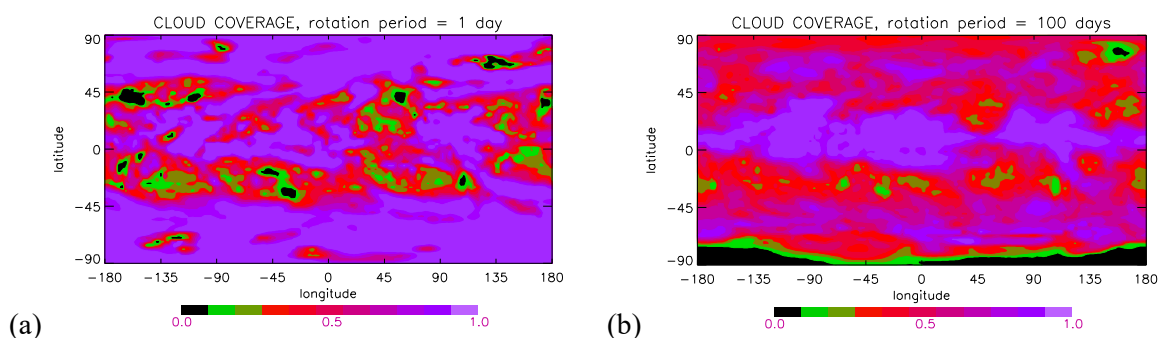 CLOUD COVERAGE, rotation period = 1 day
90
45
0
−45
−90
latitude
−180 −135 −90 −45 0 45 90 135 180
longitude
0.0 0.5 1.0
(a)
CLOUD COVERAGE, rotation period = 100 days
90
45
0
−45
−90
latitude
−180 −135 −90 −45 0 45 90 135 180
longitude
0.0 0.5 1.0
(b)